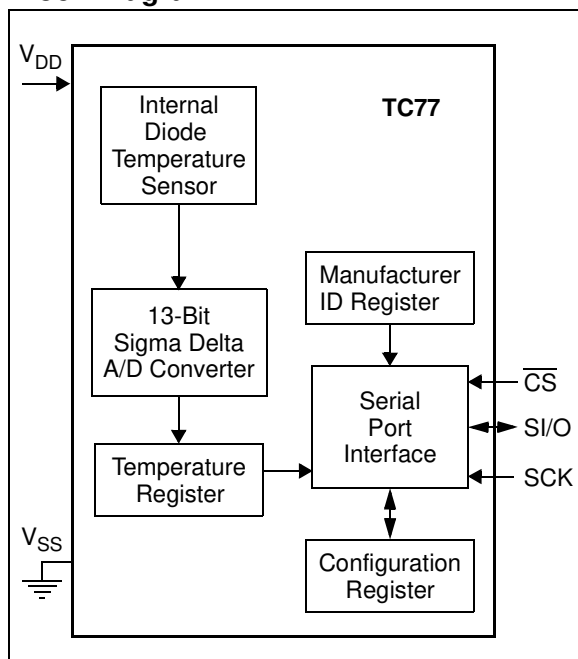 V_DD
TC77
Internal
Diode
Temperature
Sensor
13-Bit
Sigma Delta
A/D Converter
Temperature
Register
Manufacturer
ID Register
Serial
Port
Interface
C̅S̅
SI/O
SCK
Configuration
Register
V_SS